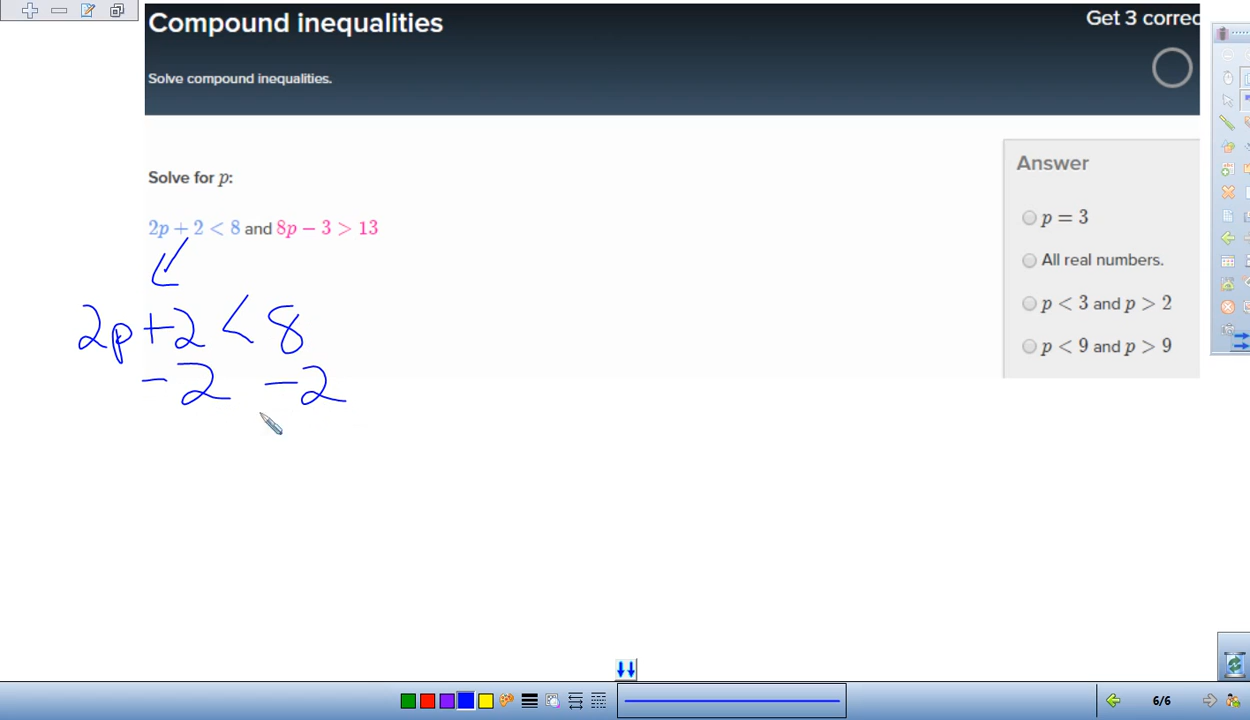 Compound inequalities
Get 3 correc
Solve compound inequalities.
Solve for p:
2p + 2 < 8 and 8p − 3 > 13
Answer
p = 3
All real numbers.
p < 3 and p > 2
p < 9 and p > 9
2p+2 < 8
-2 -2
6/6